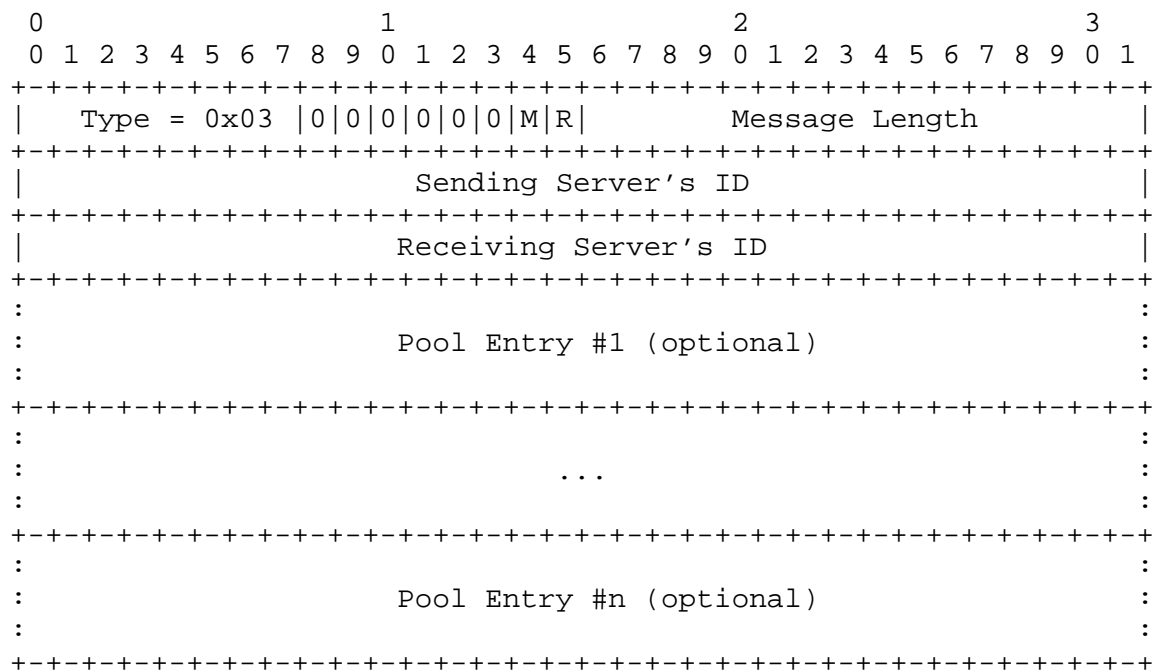 0                   1                   2                   3
 0 1 2 3 4 5 6 7 8 9 0 1 2 3 4 5 6 7 8 9 0 1 2 3 4 5 6 7 8 9 0 1
+-+-+-+-+-+-+-+-+-+-+-+-+-+-+-+-+-+-+-+-+-+-+-+-+-+-+-+-+-+-+-+-+
|   Type = 0x03 |0|0|0|0|0|0|M|R|        Message Length         |
+-+-+-+-+-+-+-+-+-+-+-+-+-+-+-+-+-+-+-+-+-+-+-+-+-+-+-+-+-+-+-+-+
|                      Sending Server’s ID                      |
+-+-+-+-+-+-+-+-+-+-+-+-+-+-+-+-+-+-+-+-+-+-+-+-+-+-+-+-+-+-+-+-+
|                     Receiving Server’s ID                     |
+-+-+-+-+-+-+-+-+-+-+-+-+-+-+-+-+-+-+-+-+-+-+-+-+-+-+-+-+-+-+-+-+
:                                                               :
:                     Pool Entry #1 (optional)                  :
:                                                               :
+-+-+-+-+-+-+-+-+-+-+-+-+-+-+-+-+-+-+-+-+-+-+-+-+-+-+-+-+-+-+-+-+
:                                                               :
:                              ...                              :
:                                                               :
+-+-+-+-+-+-+-+-+-+-+-+-+-+-+-+-+-+-+-+-+-+-+-+-+-+-+-+-+-+-+-+-+
:                                                               :
:                     Pool Entry #n (optional)                  :
:                                                               :
+-+-+-+-+-+-+-+-+-+-+-+-+-+-+-+-+-+-+-+-+-+-+-+-+-+-+-+-+-+-+-+-+